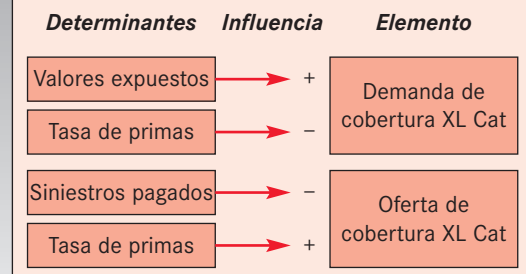 Determinantes Influencia Elemento
Valores expuestos +
Tasa de primas –
Demanda de
cobertura XL Cat
Siniestros pagados –
Tasa de primas +
Oferta de
cobertura XL Cat